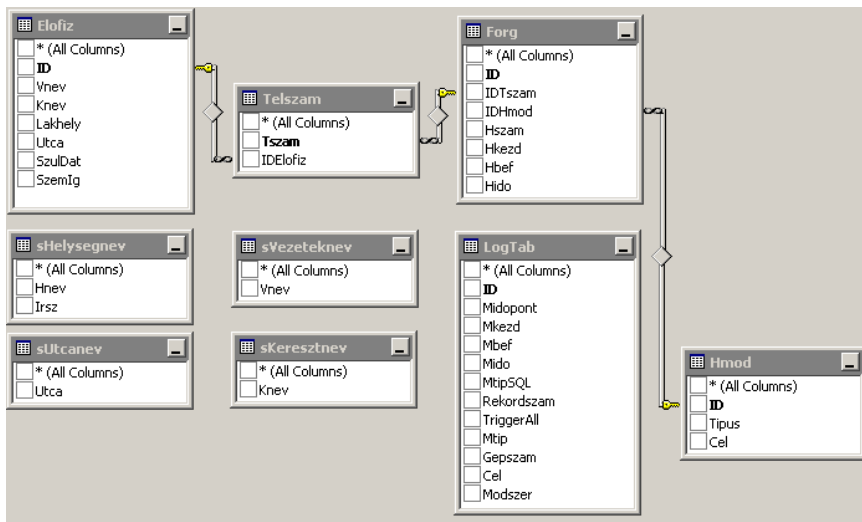 Elofiz
* (All Columns)
ID
Vnev
Knev
Lakhely
Utca
SzulDat
SzemIg
Telszam
* (All Columns)
Tszam
IDElofiz
Forg
* (All Columns)
ID
IDTszam
IDHmod
Hszam
Hkezd
Hbef
Hido
sHelysegnev
* (All Columns)
Hnev
Irsz
sVezeteknev
* (All Columns)
Vnev
LogTab
* (All Columns)
ID
Midopont
Mkezd
Mbef
Mido
MtipSQL
Rekordszam
TriggerAll
Mtip
Gepszam
Cel
Modszer
sUtcanev
* (All Columns)
Utca
sKeresztnev
* (All Columns)
Knev
Hmod
* (All Columns)
ID
Tipus
Cel